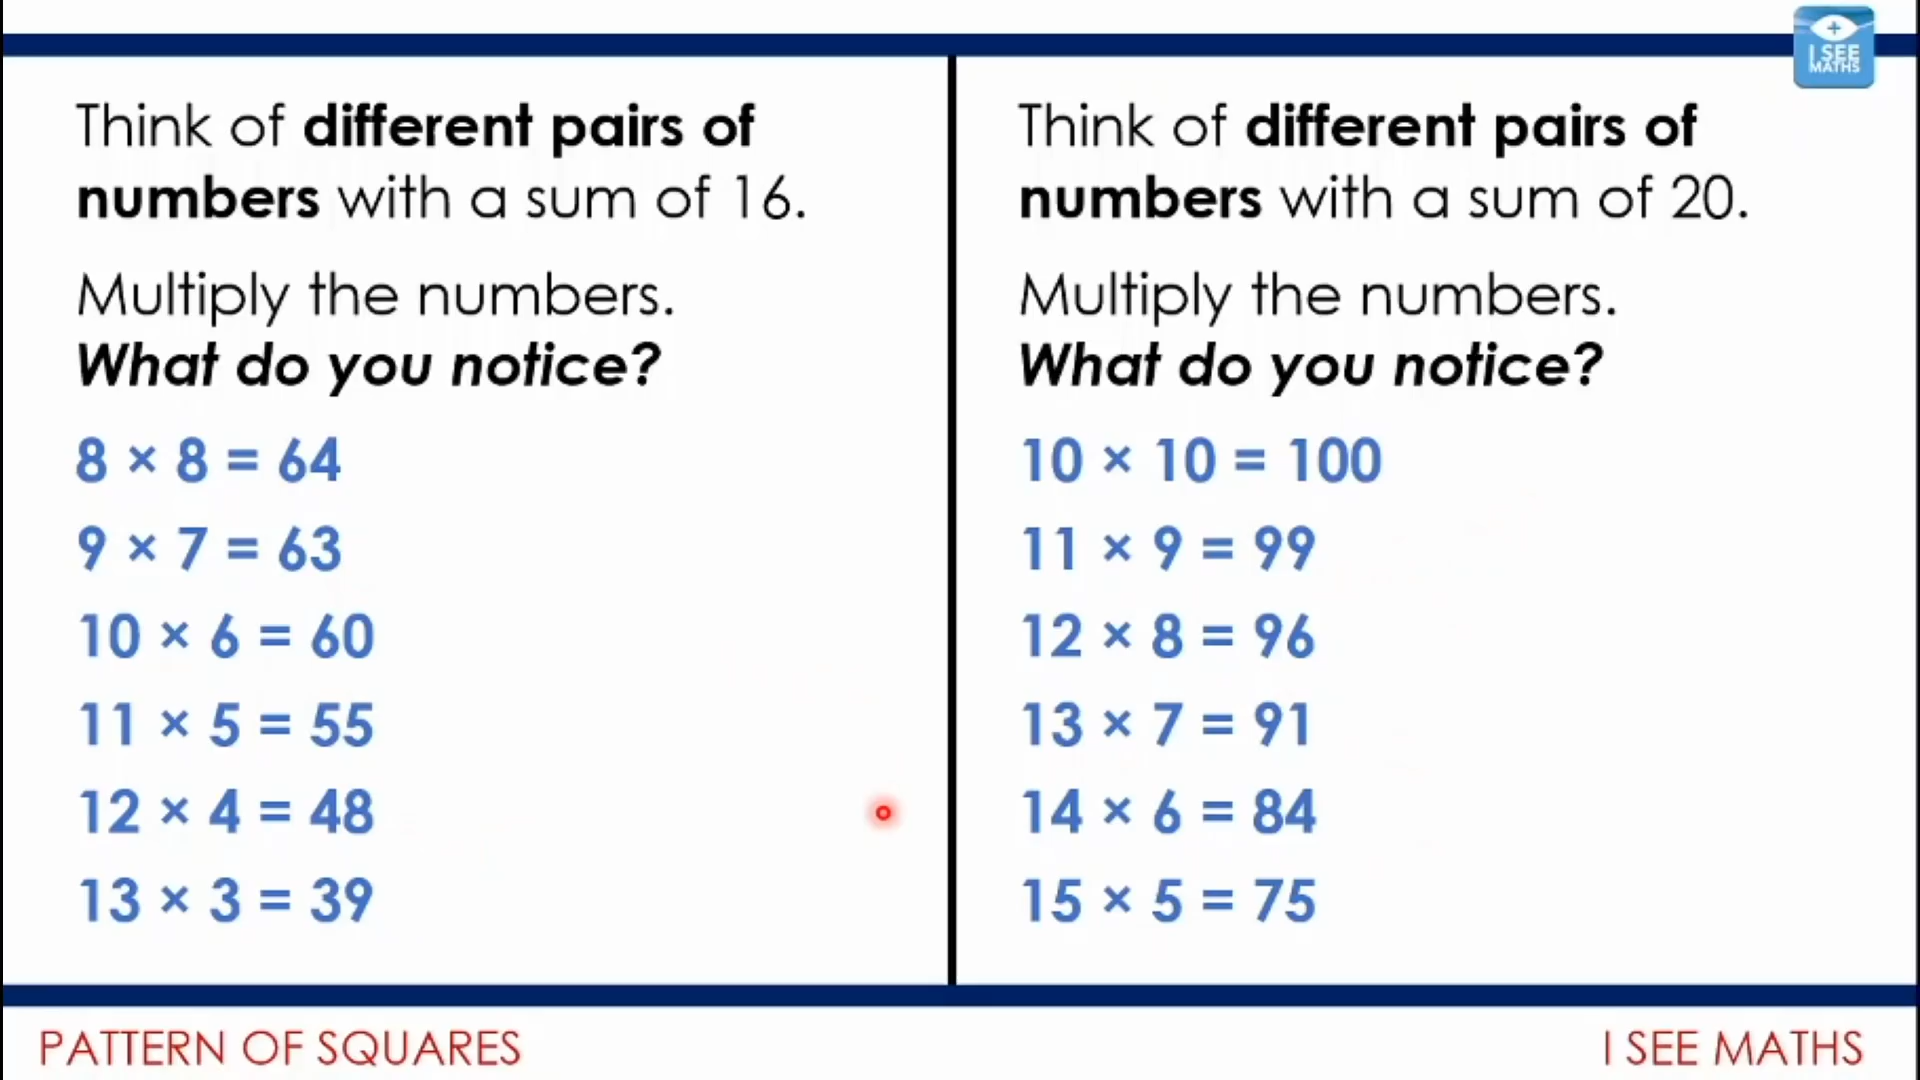 I SEE
MATHS
Think of different pairs of
numbers with a sum of 16.
Multiply the numbers.
What do you notice?
8 × 8 = 64
9 × 7 = 63
10 × 6 = 60
11 × 5 = 55
12 × 4 = 48
13 × 3 = 39
Think of different pairs of
numbers with a sum of 20.
Multiply the numbers.
What do you notice?
10 × 10 = 100
11 × 9 = 99
12 × 8 = 96
13 × 7 = 91
14 × 6 = 84
15 × 5 = 75
PATTERN OF SQUARES
I SEE MATHS